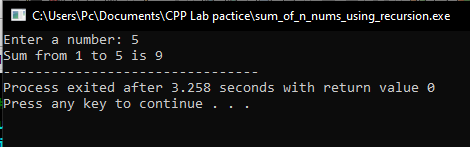 C:\Users\Pc\Documents\CPP Lab pactice\sum_of_n_nums_using_recursion.exe
Enter a number: 5
Sum from 1 to 5 is 9
--------------------------------
Process exited after 3.258 seconds with return value 0
Press any key to continue . . .